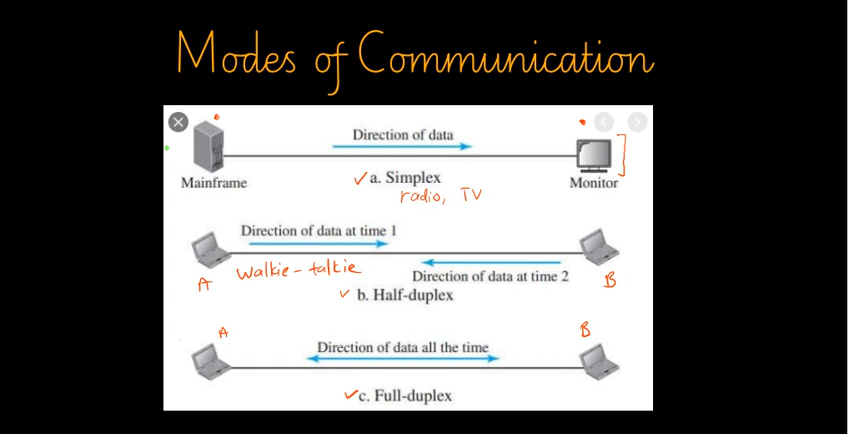 Modes of Communication
Direction of data
Mainframe
Monitor
✓ a. Simplex
radio, TV
Direction of data at time 1
walkie-talkie
Direction of data at time 2
A
B
✓ b. Half-duplex
A
B
Direction of data all the time
✓ c. Full-duplex